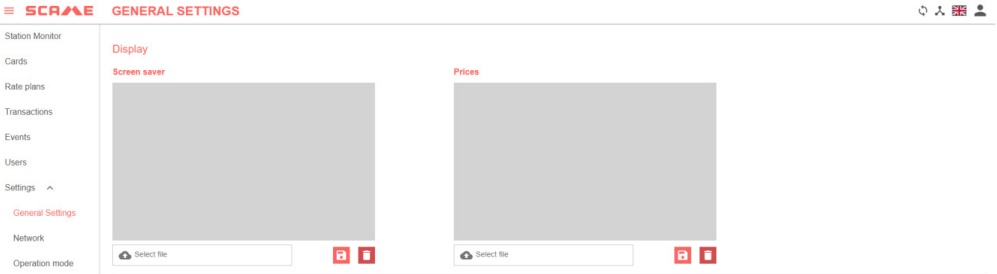 SCAME GENERAL SETTINGS
Station Monitor
Cards
Rate plans
Transactions
Events
Users
Settings
General Settings
Network
Operation mode
Display
Screen saver
Prices
Select file
Select file